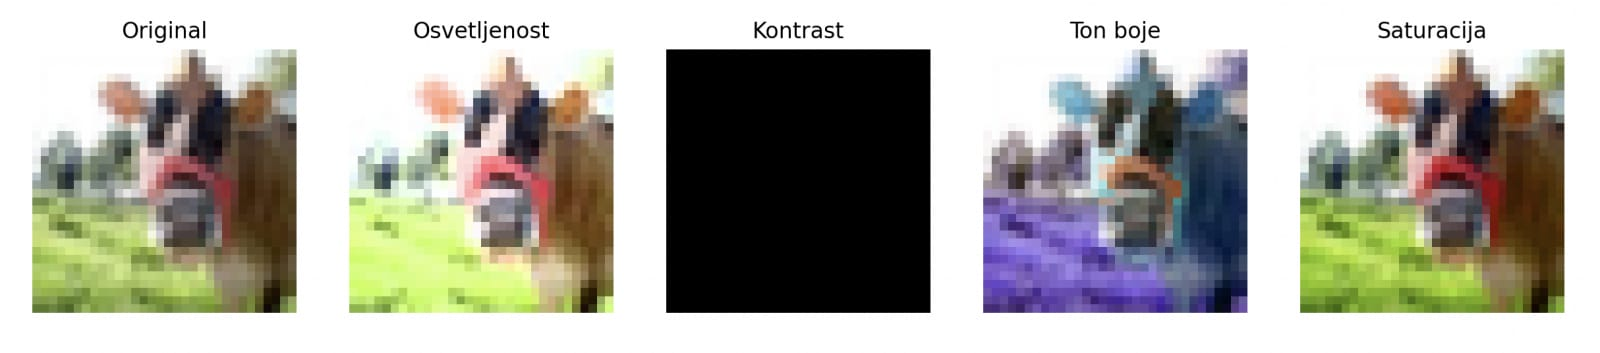 Original
Osvetljenost
Kontrast
Ton boje
Saturacija